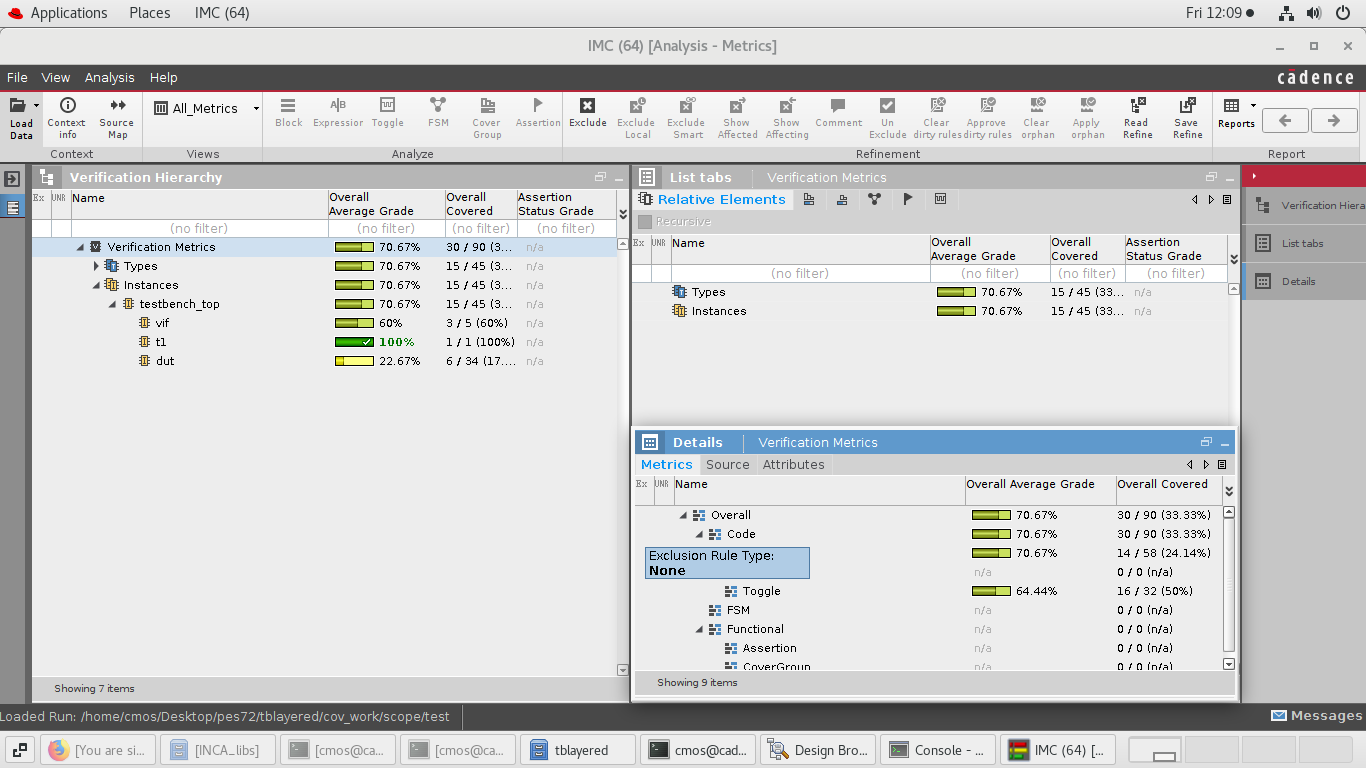 Applications Places IMC (64) Fri 12:09
IMC (64) [Analysis - Metrics]
File View Analysis Help cādence
Load Data Context info Source Map All_Metrics Block Expression Toggle FSM Cover Group Assertion Exclude Exclude Local Exclude Smart Show Affected Show Affecting Comment Un Exclude Clear dirty rules Approve dirty rules Clear orphan Apply orphan Read Refine Save Refine Reports
Context Views Analyze Refinement Report
Verification Hierarchy
Ex UNR Name Overall Average Grade Overall Covered Assertion Status Grade
(no filter) (no filter) (no filter) (no filter)
Verification Metrics 70.67% 30 / 90 (3... n/a
Types 70.67% 15 / 45 (3... n/a
Instances 70.67% 15 / 45 (3... n/a
testbench_top 70.67% 15 / 45 (3... n/a
vif 60% 3 / 5 (60%) n/a
t1 100% 1 / 1 (100%) n/a
dut 22.67% 6 / 34 (17.... n/a
Showing 7 items
List tabs Verification Metrics
Relative Elements
Recursive
Ex UNR Name Overall Average Grade Overall Covered Assertion Status Grade
(no filter) (no filter) (no filter) (no filter)
Types 70.67% 15 / 45 (33... n/a
Instances 70.67% 15 / 45 (33... n/a
Details Verification Metrics
Metrics Source Attributes
Ex UNR Name Overall Average Grade Overall Covered
Overall 70.67% 30 / 90 (33.33%)
Code 70.67% 30 / 90 (33.33%)
70.67% 14 / 58 (24.14%)
Exclusion Rule Type:
None
n/a 0 / 0 (n/a)
Toggle 64.44% 16 / 32 (50%)
FSM n/a 0 / 0 (n/a)
Functional n/a 0 / 0 (n/a)
Assertion n/a 0 / 0 (n/a)
CoverGroup n/a 0 / 0 (n/a)
Showing 9 items
Verification Hiera
List tabs
Details
Loaded Run: /home/cmos/Desktop/pes72/tblayered/cov_work/scope/test Messages
[You are si... [INCA_libs] [cmos@ca... [cmos@ca... tblayered cmos@cad... Design Bro... Console - ... IMC (64) [...